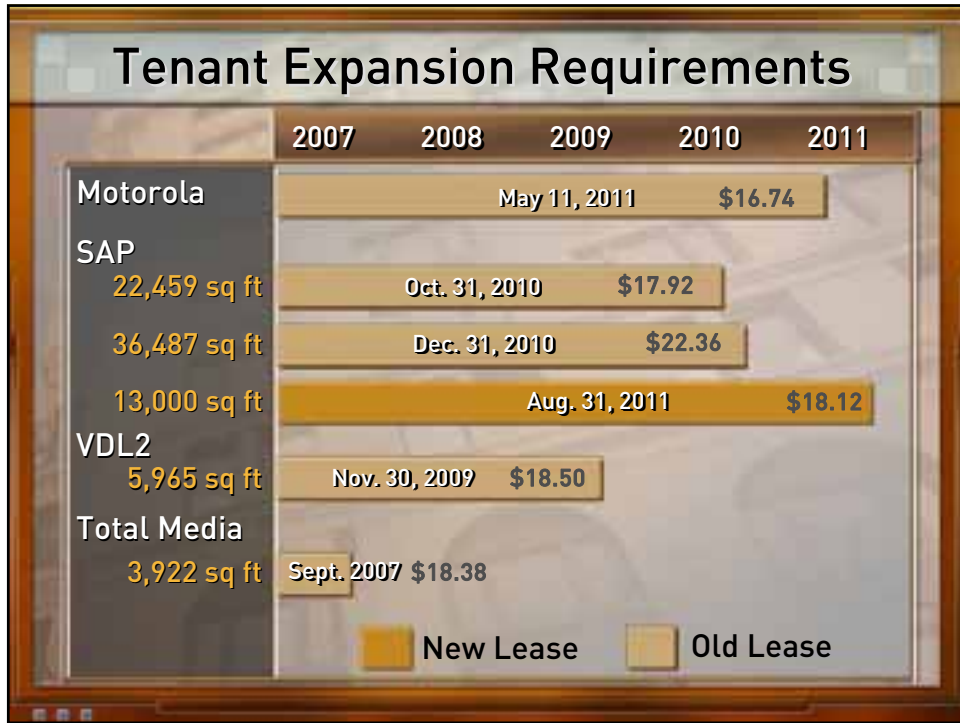 Tenant Expansion Requirements
2007 2008 2009 2010 2011
Motorola May 11, 2011 $16.74
SAP
22,459 sq ft Oct. 31, 2010 $17.92
36,487 sq ft Dec. 31, 2010 $22.36
13,000 sq ft Aug. 31, 2011 $18.12
VDL2
5,965 sq ft Nov. 30, 2009 $18.50
Total Media
3,922 sq ft Sept. 2007 $18.38
New Lease Old Lease